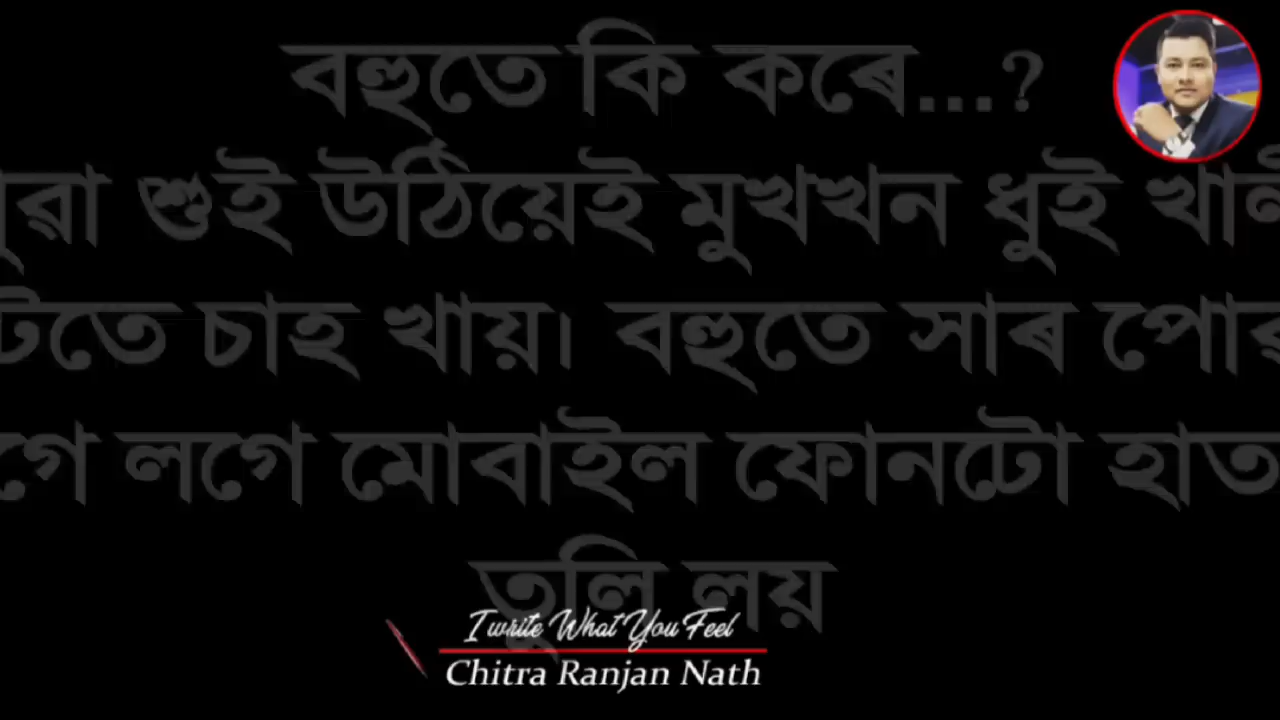 বহুতে কি কৰে...?
শুই উঠিয়েই মুখখন ধুই
চাহ খায়। বহুতে সাৰ
লগে মোবাইল ফোনটো
তুলি লয়
I write What You Feel
Chitra Ranjan Nath